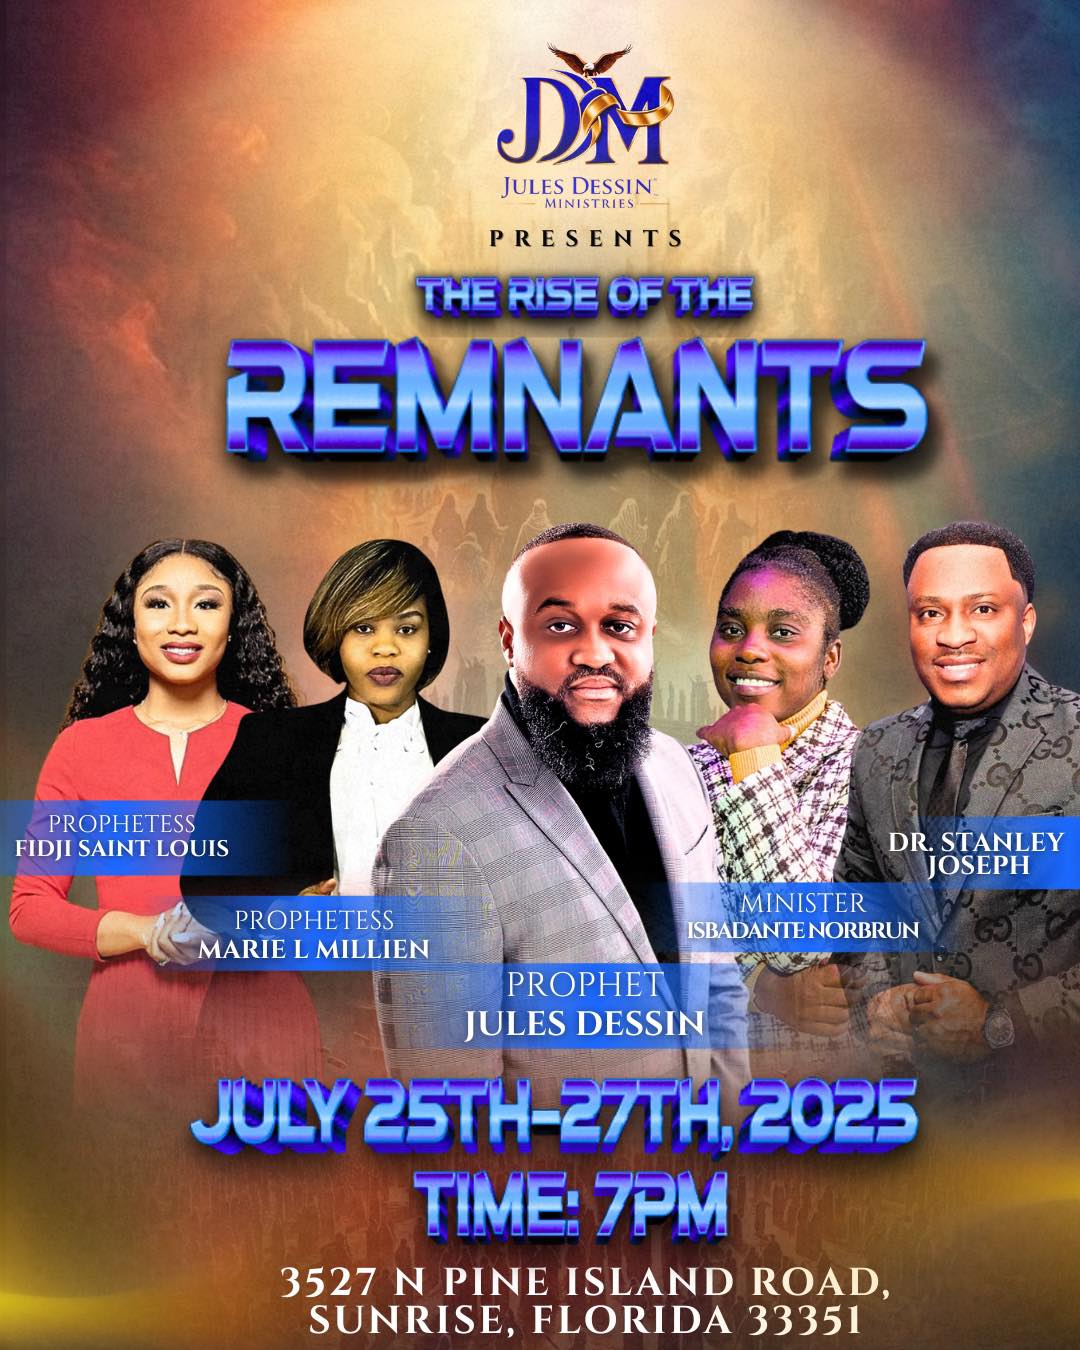 JDM
JULES DESSIN
MINISTRIES
PRESENTS
THE RISE OF THE
REMNANTS
PROPHETESS
FIDJI SAINT LOUIS
PROPHETESS
MARIE L MILLIEN
PROPHET
JULES DESSIN
MINISTER
ISBADANTE NORBRUN
DR. STANLEY
JOSEPH
JULY 25TH-27TH, 2025
TIME: 7PM
3527 N PINE ISLAND ROAD,
SUNRISE, FLORIDA 33351